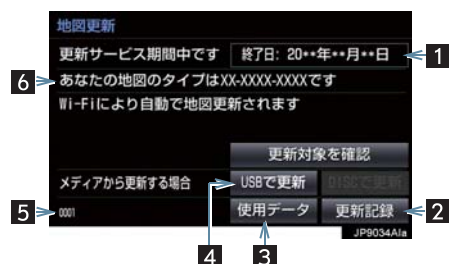 地図更新
更新サービス期間中です 終了日: 20**年**月**日 1
6 あなたの地図のタイプはXX-XXXX-XXXXです
Wi-Fiにより自動で地図更新されます
更新対象を確認
メディアから更新する場合 USBで更新 DISCで更新
5 0001 使用データ 更新記録 2
JP9034AIa
4 3